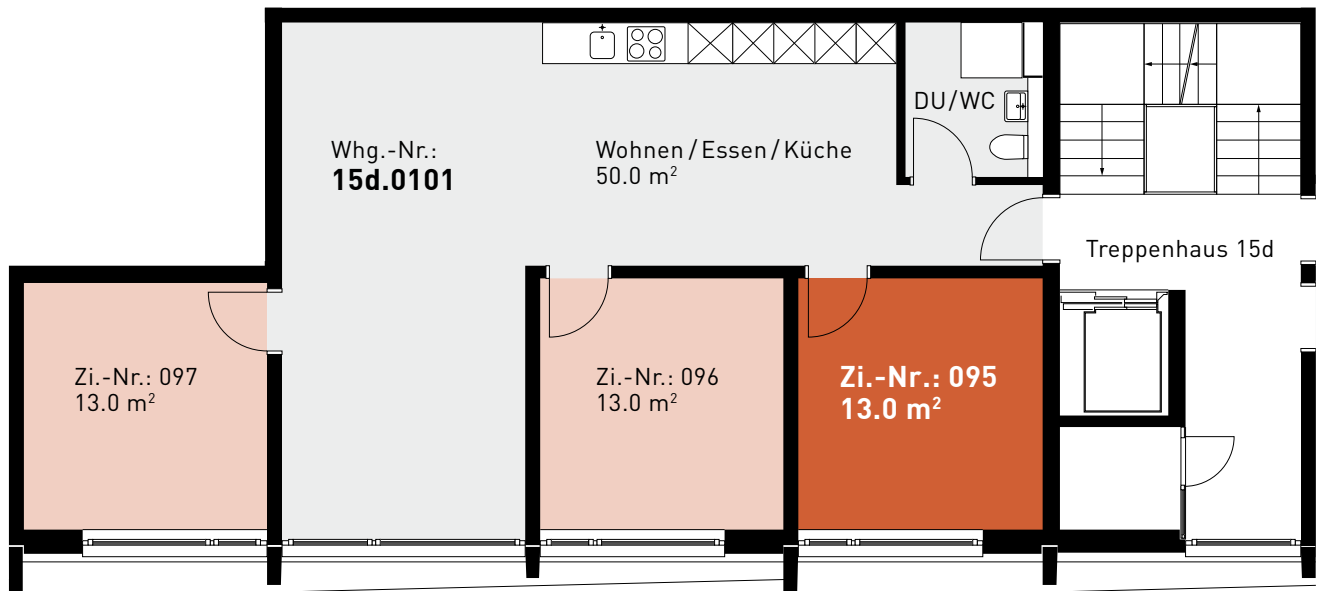 DU/WC
Whg.-Nr.:
15d.0101
Wohnen/Essen/Küche
50.0 m²
Treppenhaus 15d
Zi.-Nr.: 097
13.0 m²
Zi.-Nr.: 096
13.0 m²
Zi.-Nr.: 095
13.0 m²